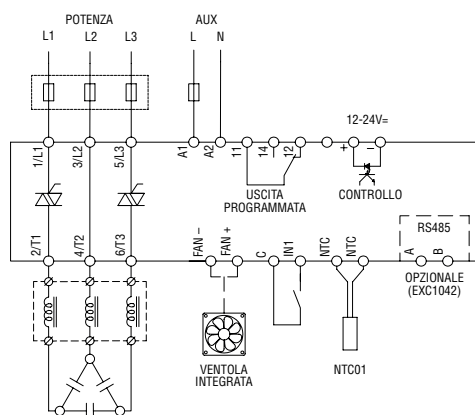 POTENZA
AUX
L1 L2 L3 L N
12-24V=
1/L1 3/L2 5/L3 A1 A2 11 14 12 + -
USCITA
PROGRAMMATA
CONTROLLO
RS485
2/T1 4/T2 6/T3 FAN - FAN + C IN1 NTC NTC A B
OPZIONALE
(EXC1042)
VENTOLA
INTEGRATA
NTC01